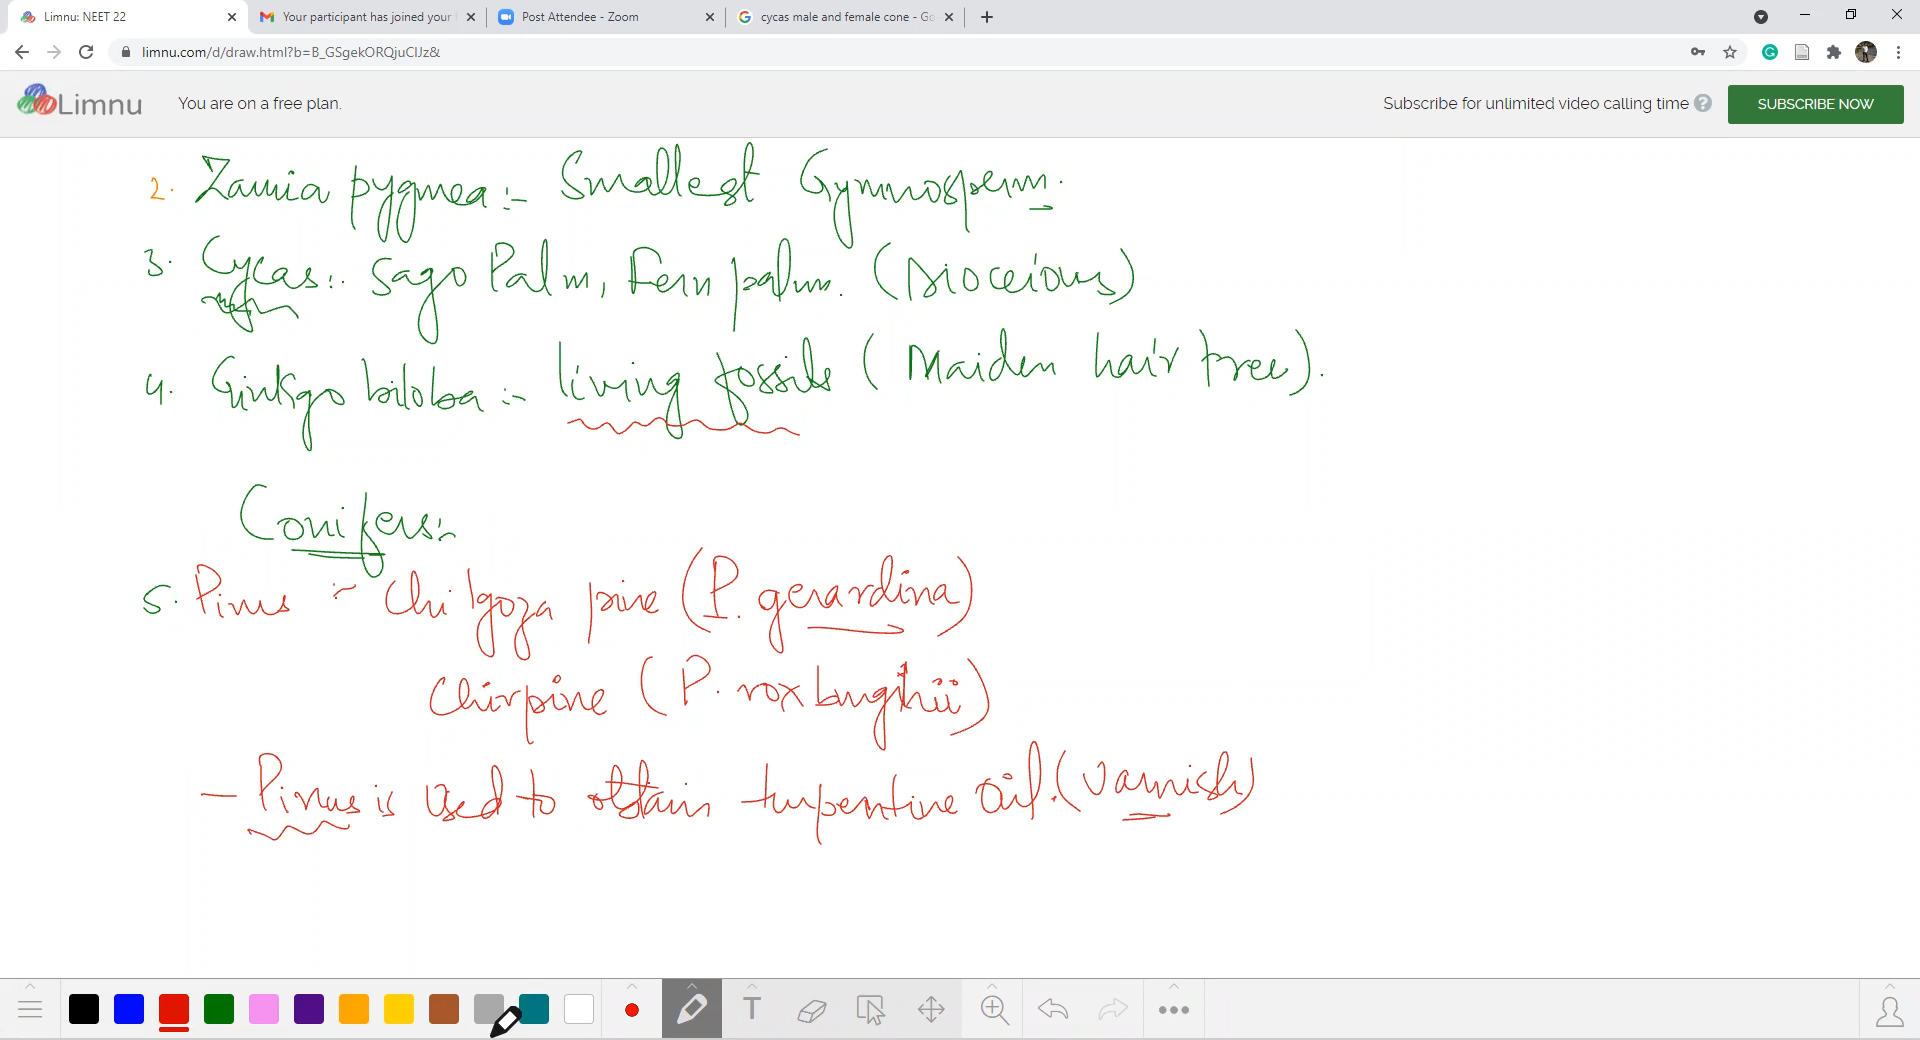 Limnu: NEET 22
Your participant has joined your
Post Attendee - Zoom
cycas male and female cone - Go
limnu.com/d/draw.html?b=B_GSgekORQjuClJz&
Limnu
You are on a free plan.
Subscribe for unlimited video calling time ?
SUBSCRIBE NOW
2. Zamia pygmea :- Smallest Gymnosperm.
3. Cycas :- Sago Palm, Fern palm. (Dioceious)
4. Ginkgo biloba :- living fossils (Maiden hair tree).
Conifers:-
5. Pinus :- Chilgoza pine (P. gerardina)
Chirpine (P. roxbughii)
- Pinus is used to obtain turpentine oil. (Varnish)
T